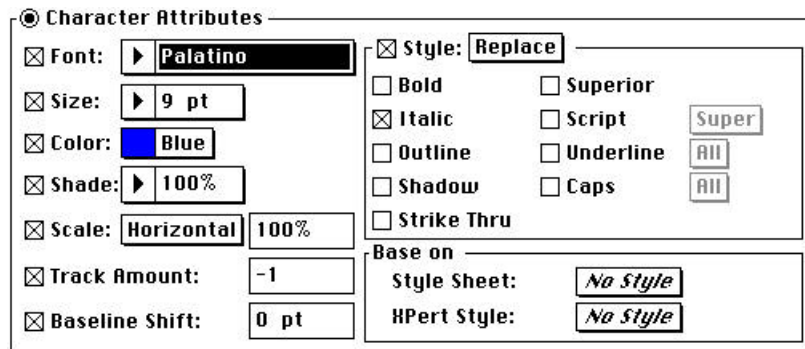 Character Attributes
Font: Palatino
Size: 9 pt
Color: Blue
Shade: 100%
Scale: Horizontal 100%
Track Amount: -1
Baseline Shift: 0 pt
Style: Replace
Bold Superior
Italic Script Super
Outline Underline All
Shadow Caps All
Strike Thru
Base on
Style Sheet: No Style
XPert Style: No Style